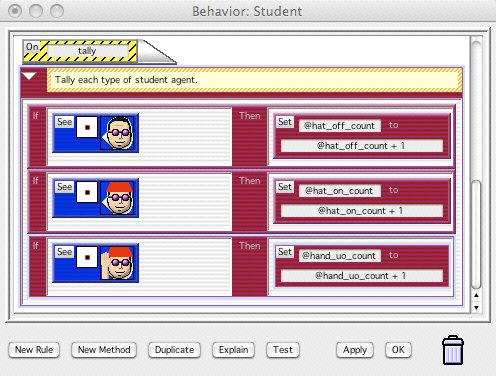 Behavior: Student
On tally
Tally each type of student agent.
If See Then Set @hat_off_count to
@hat_off_count + 1
If See Then Set @hat_on_count to
@hat_on_count + 1
If See Then Set @hand_uo_count to
@hand_uo_count + 1
New Rule New Method Duplicate Explain Test Apply OK